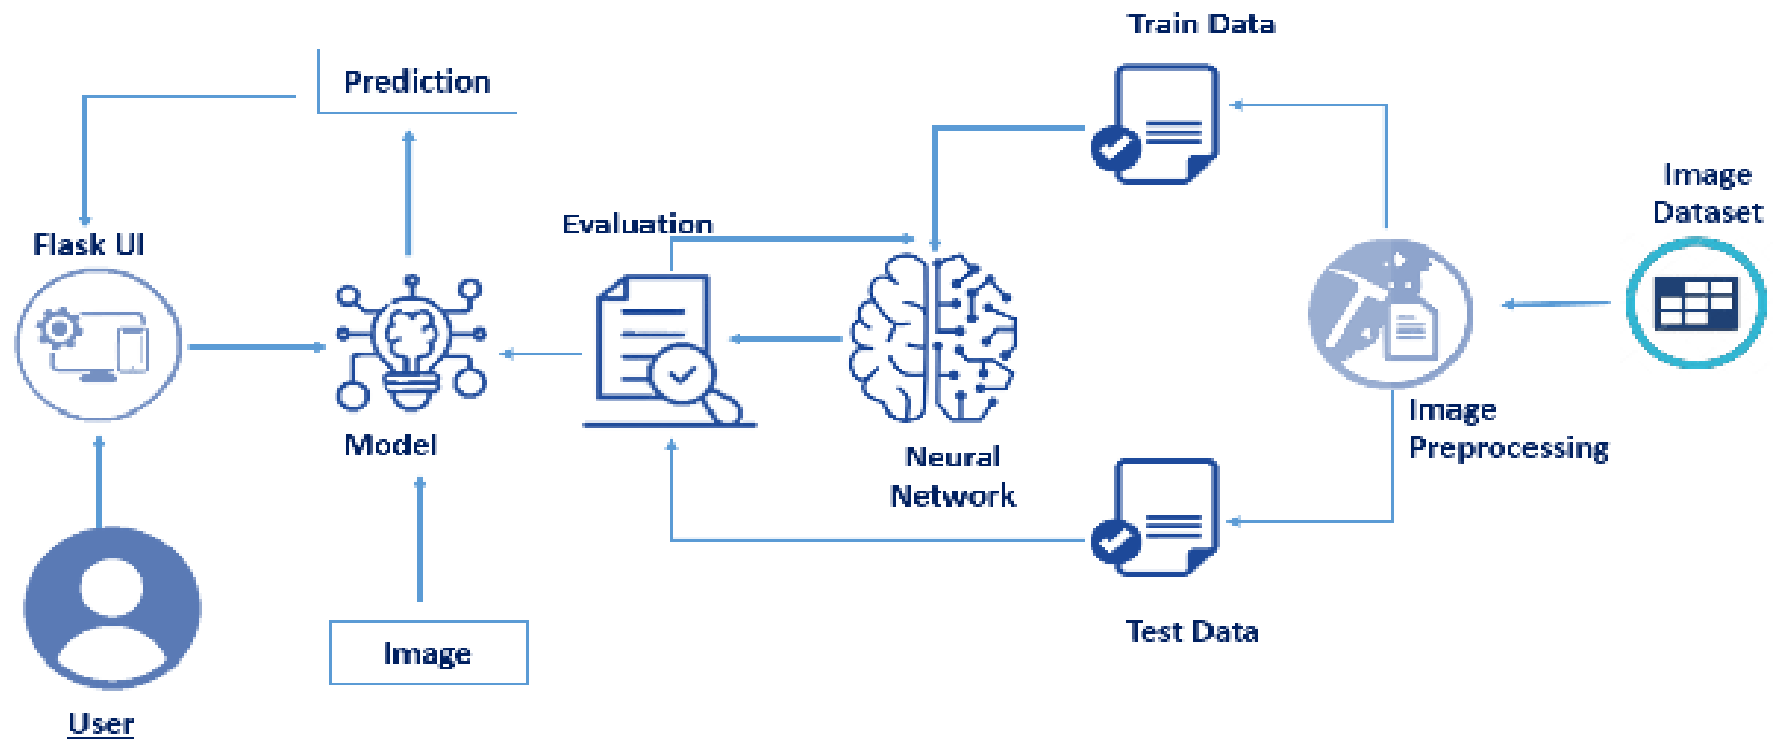 Train Data
Prediction
Image
Dataset
Evaluation
Flask UI
Image
Preprocessing
Model
Neural
Network
Test Data
Image
User